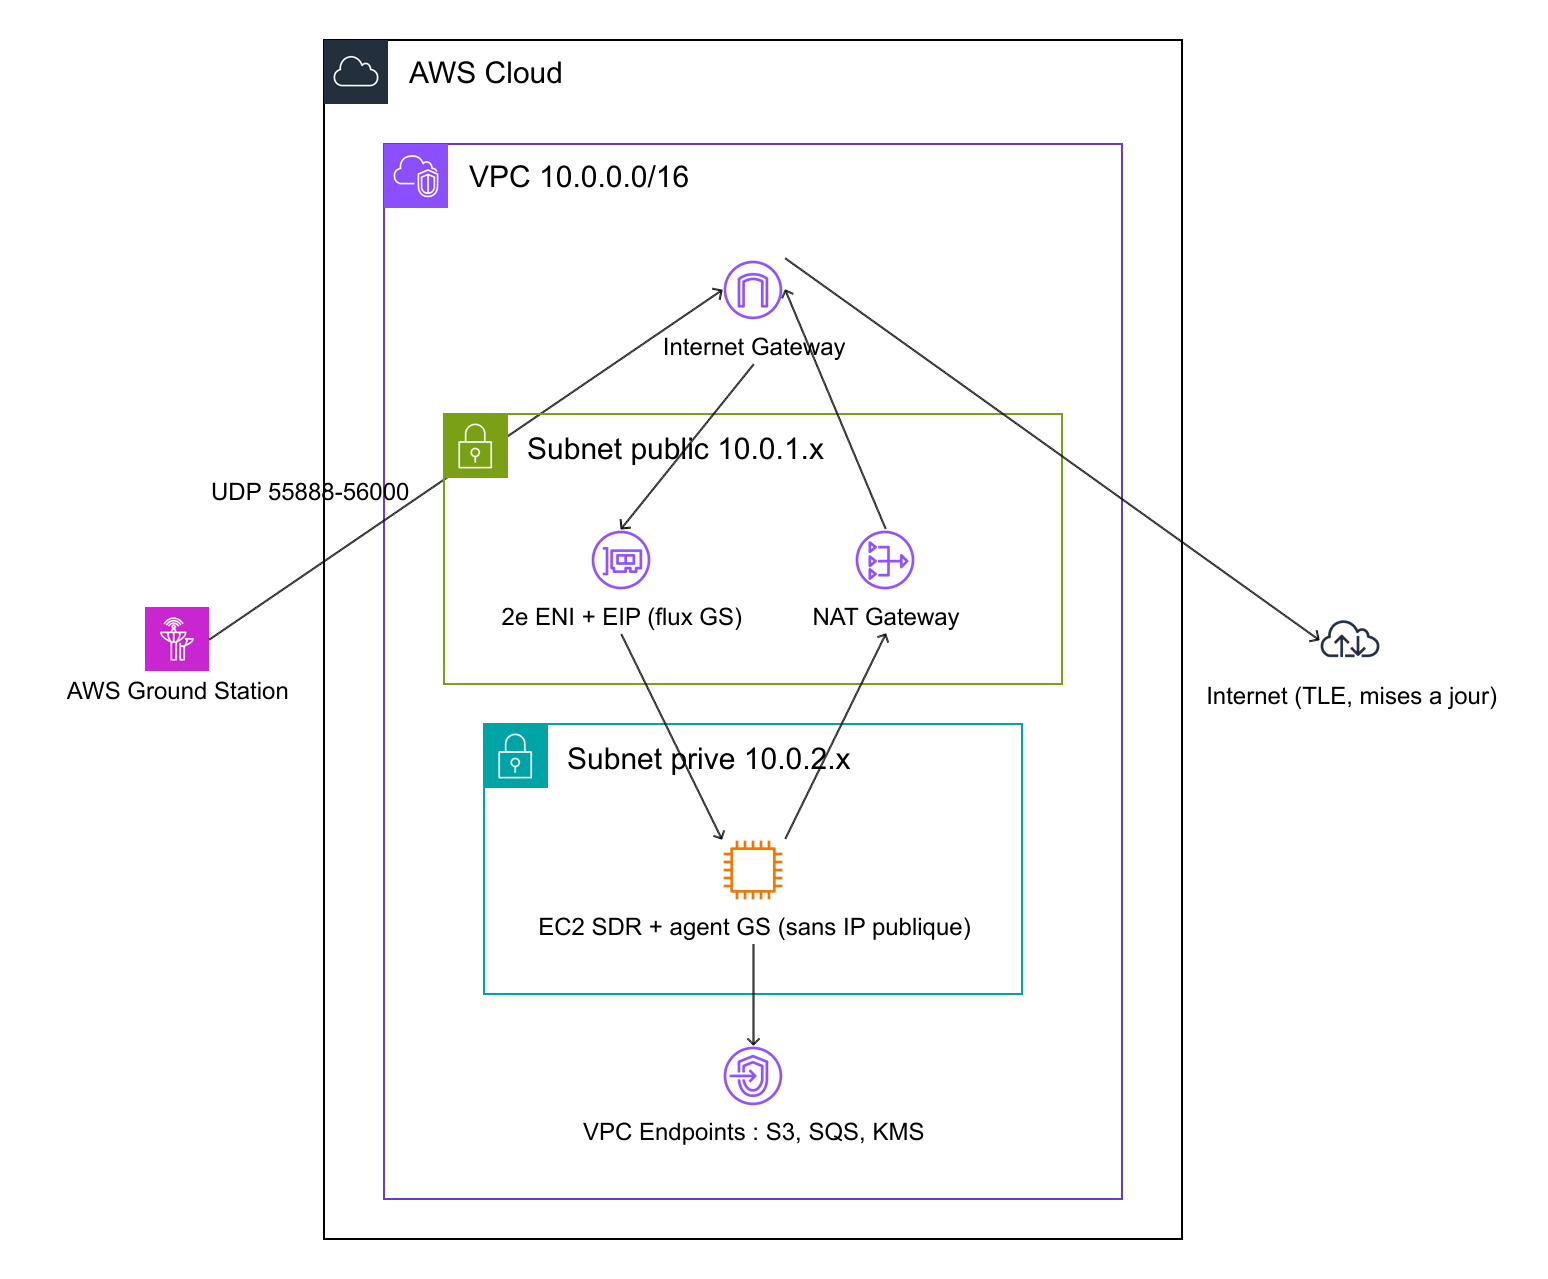 AWS Cloud
VPC 10.0.0.0/16
Internet Gateway
Subnet public 10.0.1.x
UDP 55888-56000
2e ENI + EIP (flux GS)
NAT Gateway
AWS Ground Station
Internet (TLE, mises a jour)
Subnet prive 10.0.2.x
EC2 SDR + agent GS (sans IP publique)
VPC Endpoints : S3, SQS, KMS